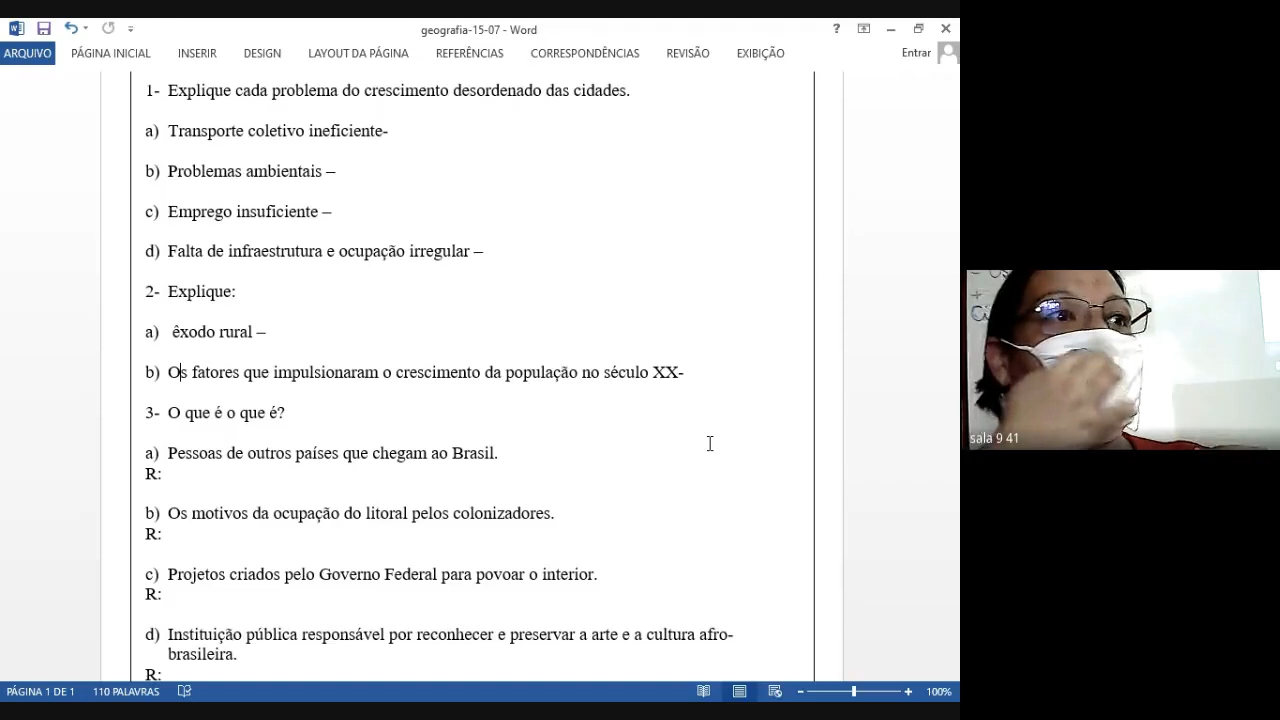 geografia-15-07 - Word
ARQUIVO PÁGINA INICIAL INSERIR DESIGN LAYOUT DA PÁGINA REFERÊNCIAS CORRESPONDÊNCIAS REVISÃO EXIBIÇÃO Entrar
1- Explique cada problema do crescimento desordenado das cidades.
a) Transporte coletivo ineficiente-
b) Problemas ambientais –
c) Emprego insuficiente –
d) Falta de infraestrutura e ocupação irregular –
2- Explique:
a) êxodo rural –
b) Os fatores que impulsionaram o crescimento da população no século XX-
3- O que é o que é?
a) Pessoas de outros países que chegam ao Brasil.
R:
b) Os motivos da ocupação do litoral pelos colonizadores.
R:
c) Projetos criados pelo Governo Federal para povoar o interior.
R:
d) Instituição pública responsável por reconhecer e preservar a arte e a cultura afro-
brasileira.
R:
PÁGINA 1 DE 1 110 PALAVRAS 100%
sala 9 41